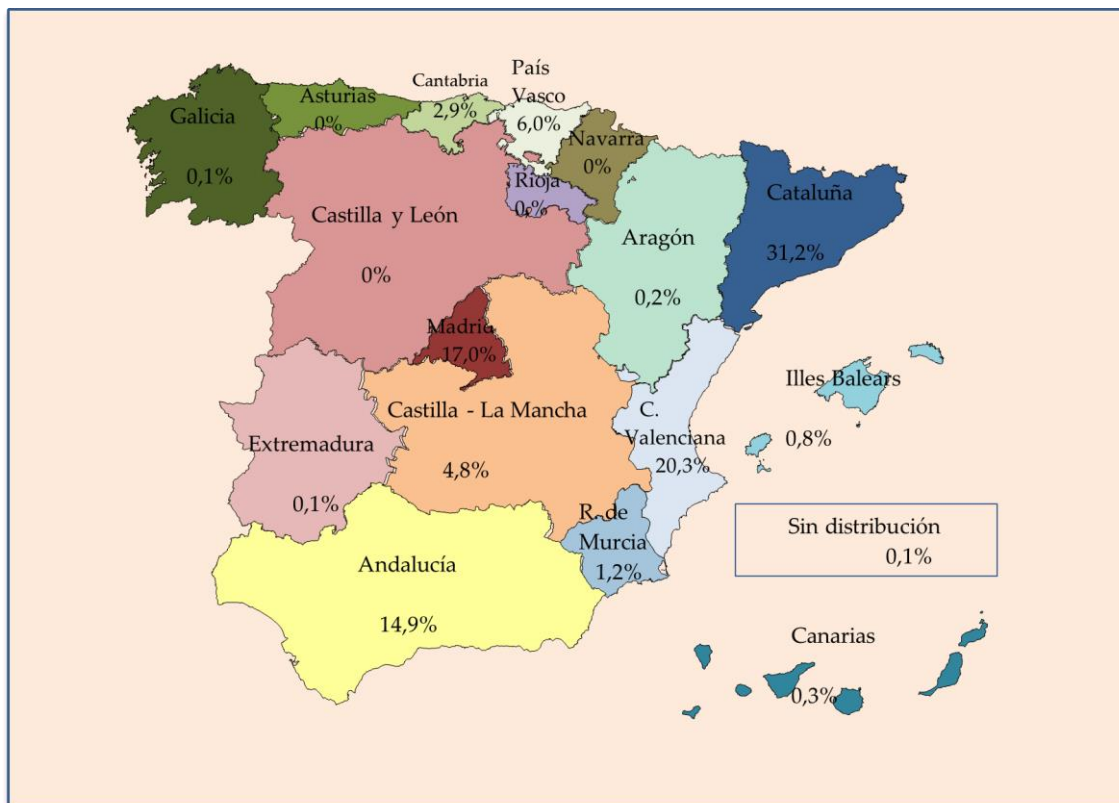 País
Vasco
6,0%
Cantabria
2,9%
Asturias
0%
Galicia
0,1%
Navarra
0%
Rioja
0%
Cataluña
31,2%
Castilla y León
0%
Aragón
0,2%
Madrid
17,0%
Illes Balears
0,8%
Castilla - La Mancha
4,8%
C.
Valenciana
20,3%
Extremadura
0,1%
R. de
Murcia
1,2%
Sin distribución
0,1%
Andalucía
14,9%
Canarias
0,3%